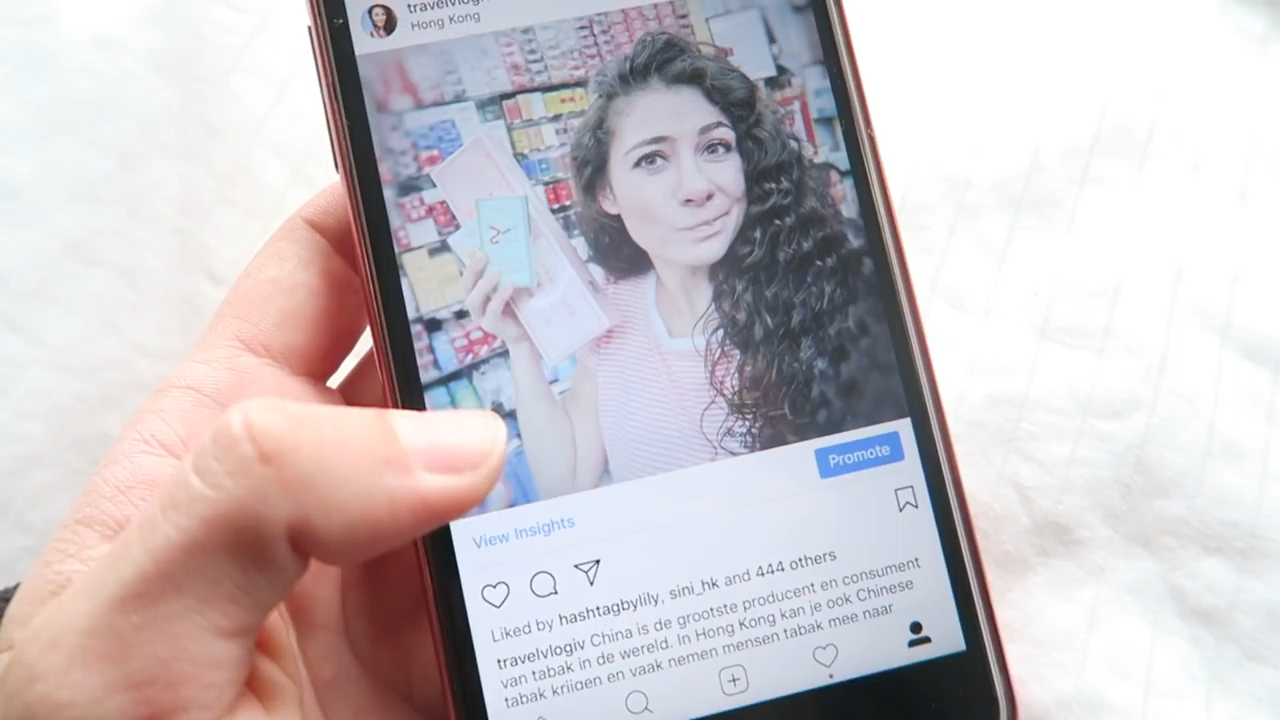 Hong Kong
Promote
View Insights
Liked by hashtagbylily, sini_hk and 444 others
travelvlogiv China is de grootste producent en consument
van tabak in de wereld. In Hong Kong kan je ook Chinese
tabak krijgen en vaak nemen mensen tabak mee naar